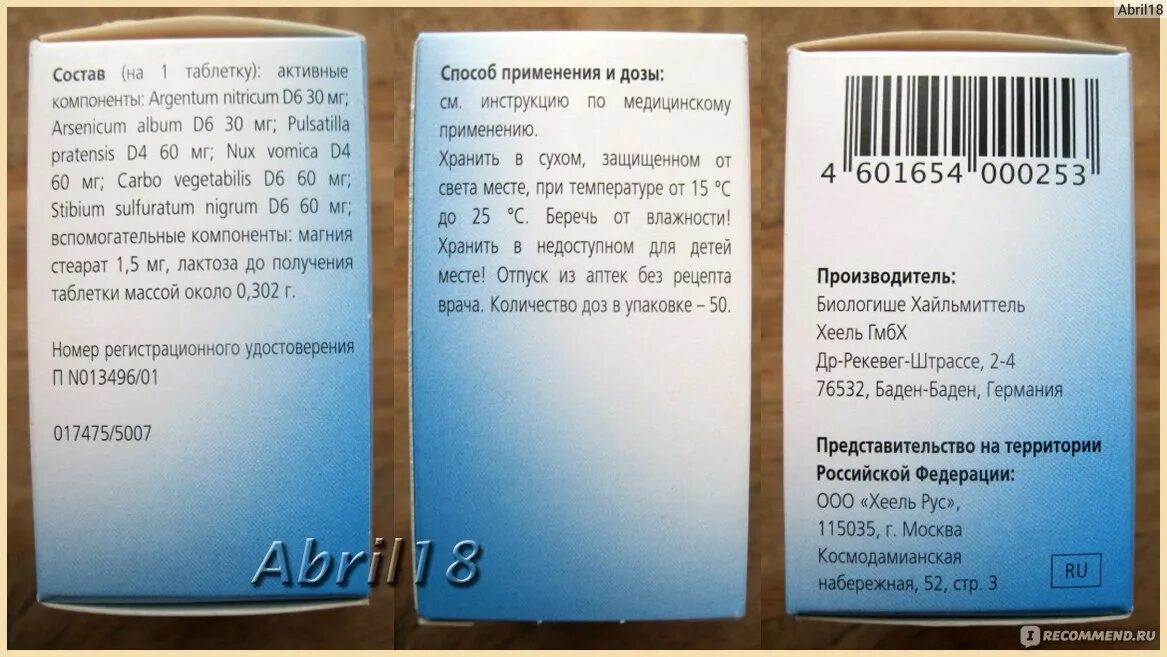 Abril18
Состав (на 1 таблетку): активные
компоненты: Argentum nitricum D6 30 мг;
Arsenicum album D6 30 мг; Pulsatilla
pratensis D4 60 мг; Nux vomica D4
60 мг; Carbo vegetabilis D6 60 мг;
Stibium sulfuratum nigrum D6 60 мг;
вспомогательные компоненты: магния
стеарат 1,5 мг, лактоза до получения
таблетки массой около 0,302 г.
Номер регистрационного удостоверения
П N013496/01
017475/5007
Способ применения и дозы:
см. инструкцию по медицинскому
применению.
Хранить в сухом, защищенном от
света месте, при температуре от 15 °C
до 25 °C. Беречь от влажности!
Хранить в недоступном для детей
месте! Отпуск из аптек без рецепта
врача. Количество доз в упаковке – 50.
4 601654 000253
Производитель:
Биологише Хайльмиттель
Хеель ГмбХ
Др-Рекевег-Штрассе, 2-4
76532, Баден-Баден, Германия
Представительство на территории
Российской Федерации:
ООО «Хеель Рус»,
115035, г. Москва
Космодамианская
набережная, 52, стр. 3
RU
Abril18
IRECOMMEND.RU